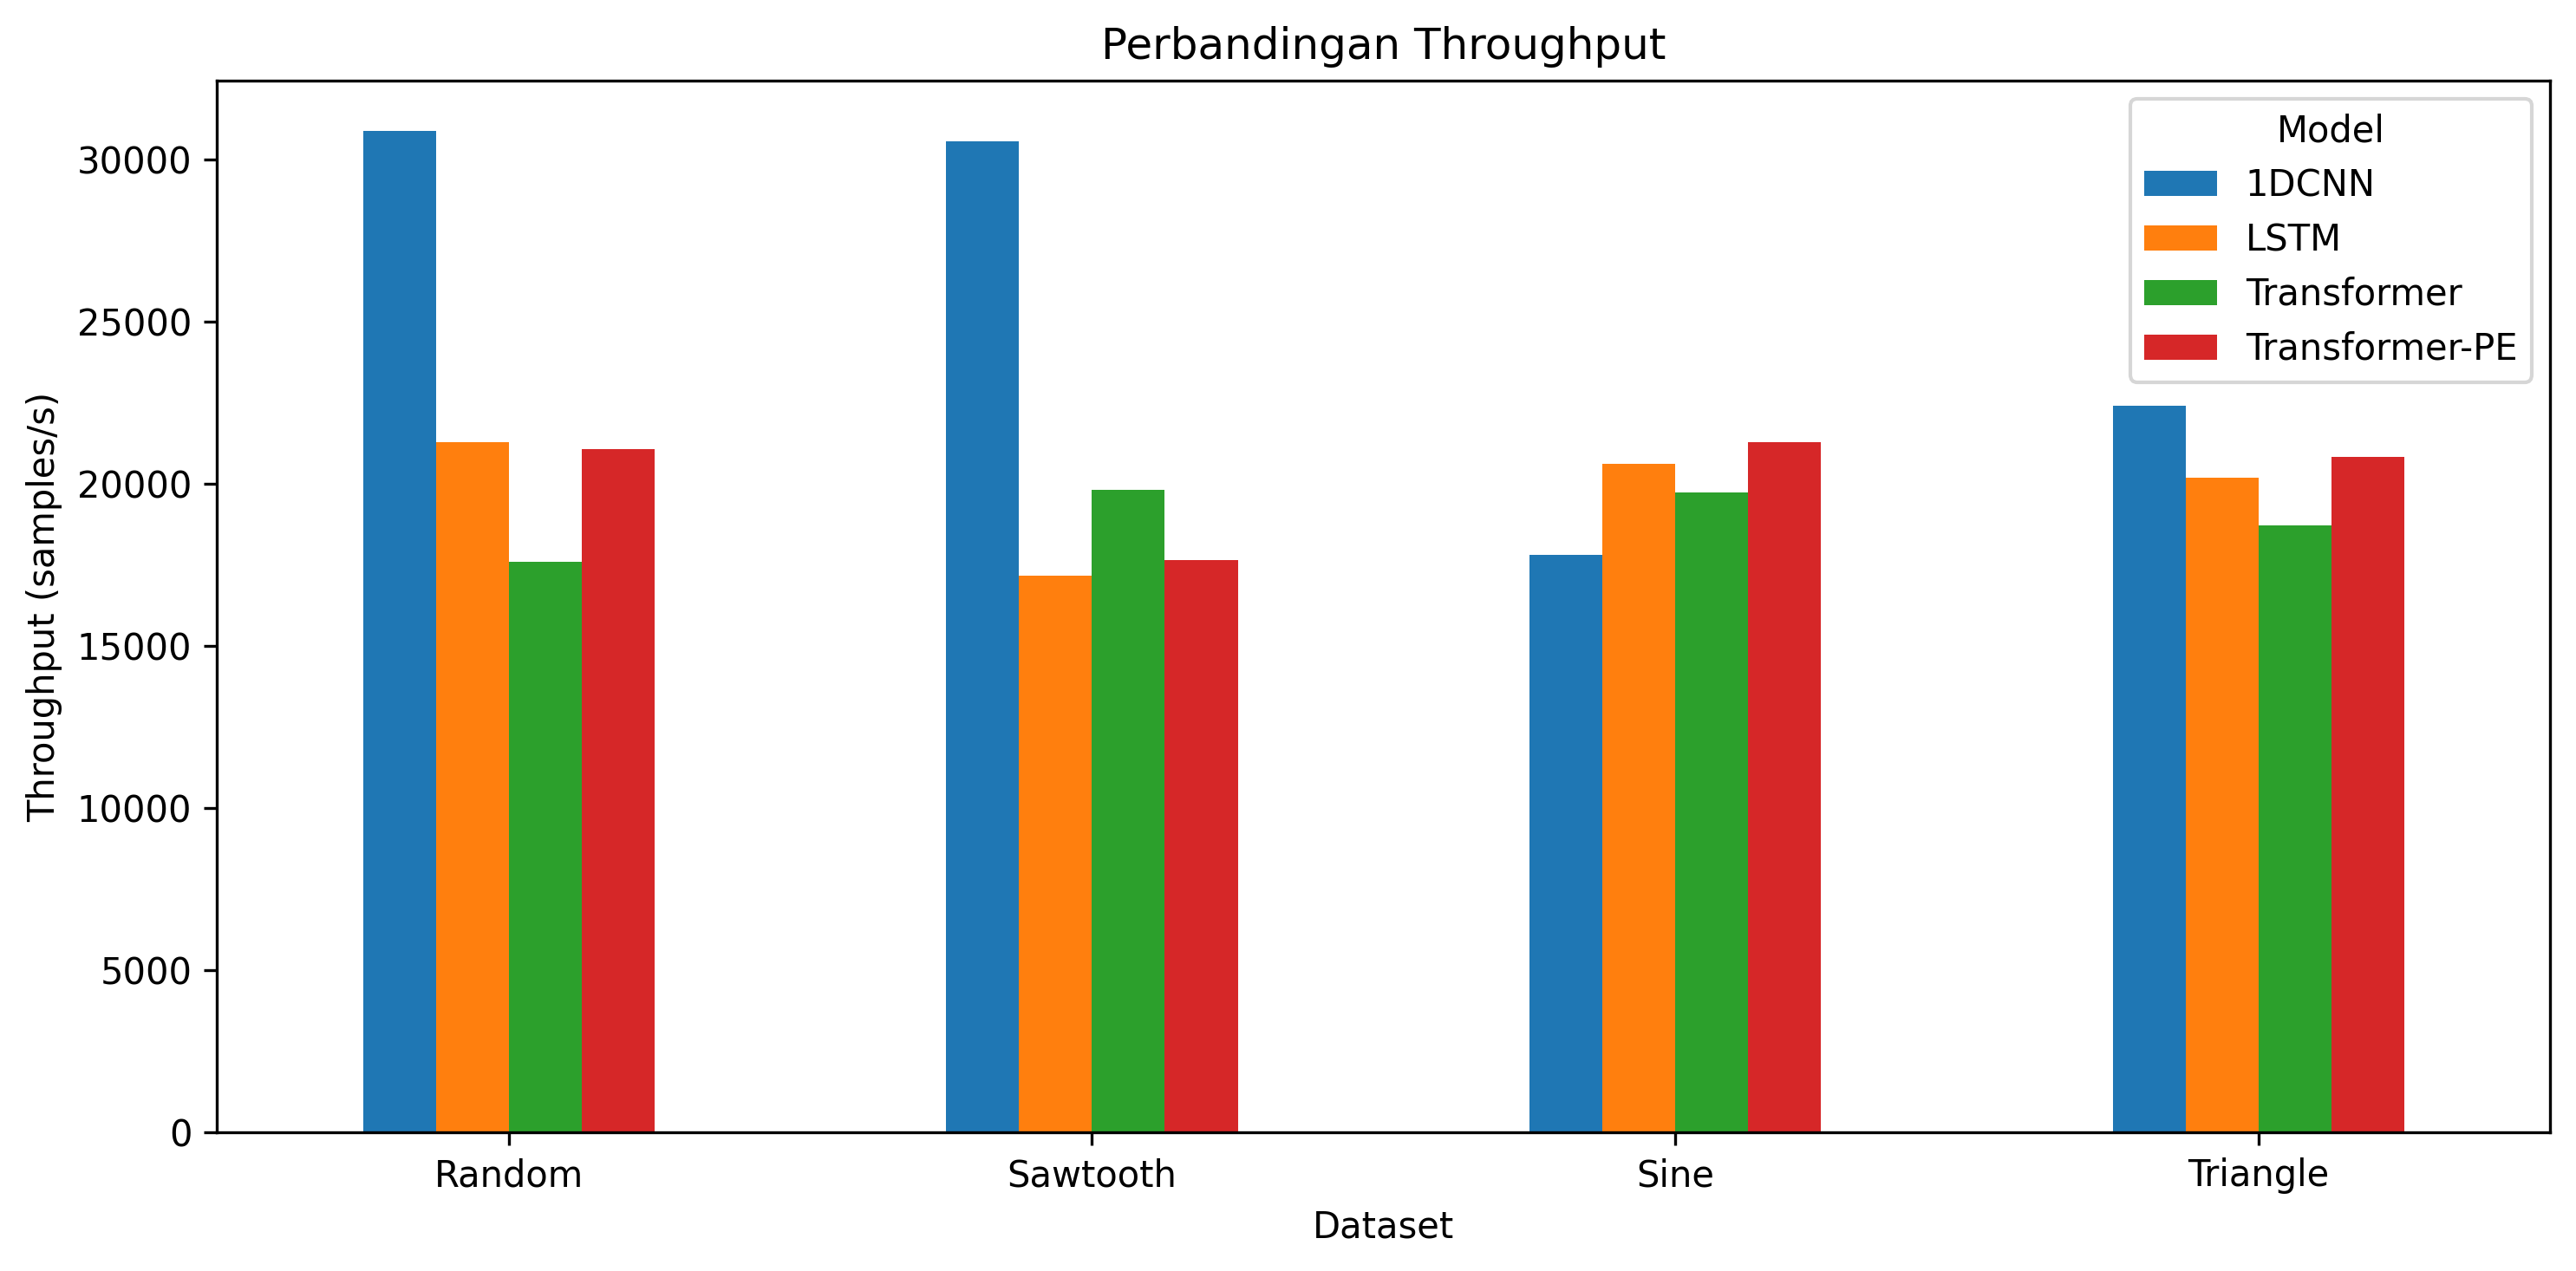 Perbandingan Throughput
Throughput (samples/s)
30000
25000
20000
15000
10000
5000
0
Model
1DCNN
LSTM
Transformer
Transformer-PE
Random
Sawtooth
Sine
Triangle
Dataset